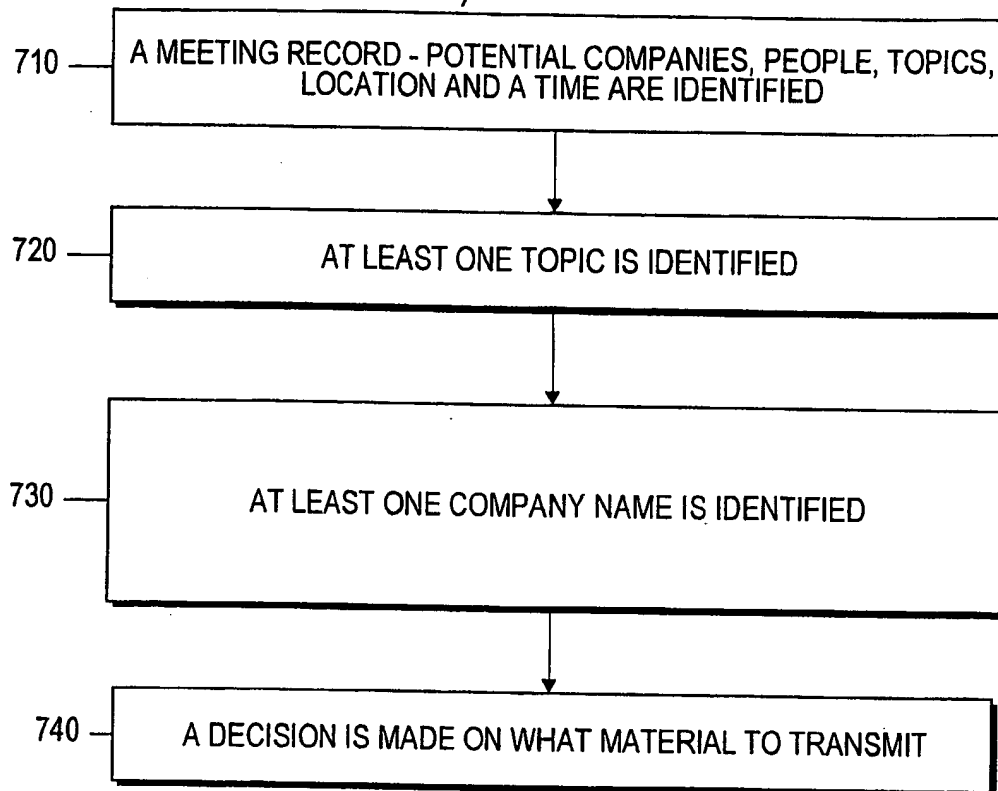 710
A MEETING RECORD - POTENTIAL COMPANIES, PEOPLE, TOPICS,
LOCATION AND A TIME ARE IDENTIFIED
720
AT LEAST ONE TOPIC IS IDENTIFIED
730
AT LEAST ONE COMPANY NAME IS IDENTIFIED
740
A DECISION IS MADE ON WHAT MATERIAL TO TRANSMIT